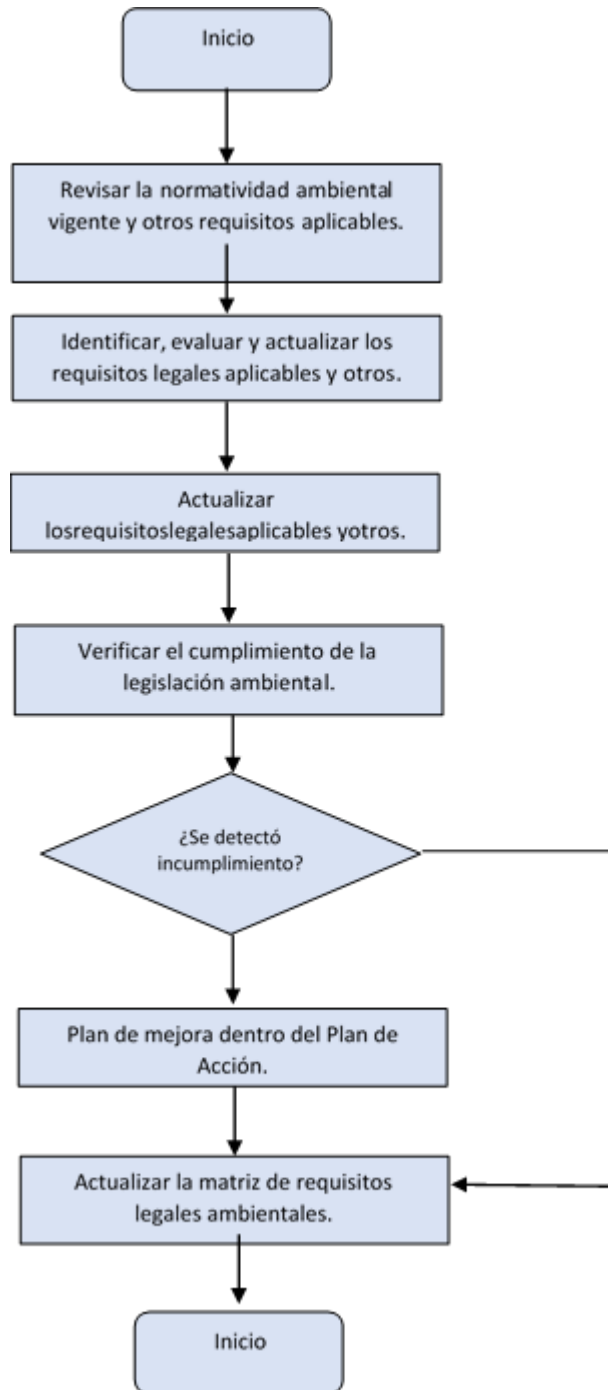 Inicio
Revisar la normatividad ambiental
vigente y otros requisitos aplicables.
Identificar, evaluar y actualizar los
requisitos legales aplicables y otros.
Actualizar
losrequisitoslegalesaplicables yotros.
Verificar el cumplimiento de la
legislación ambiental.
¿Se detectó
incumplimiento?
Plan de mejora dentro del Plan de
Acción.
Actualizar la matriz de requisitos
legales ambientales.
Inicio